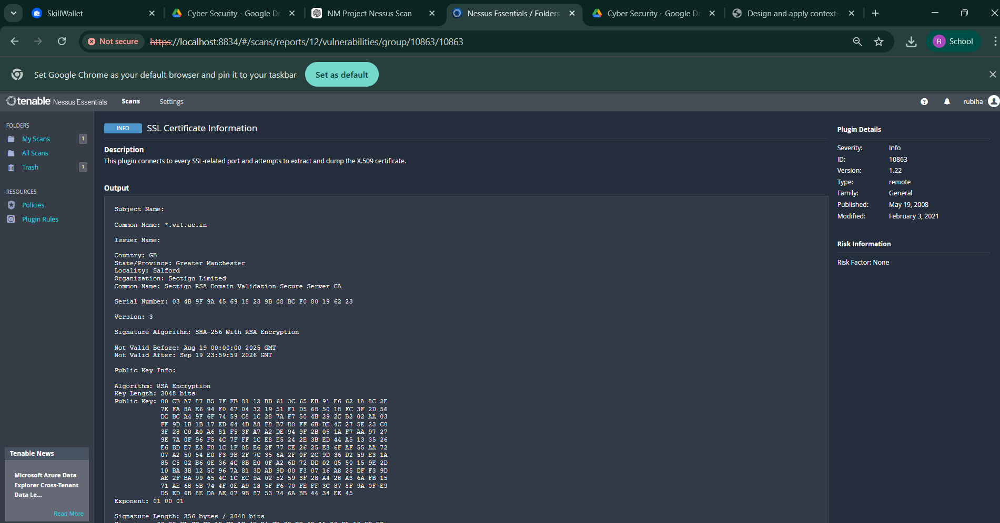 SkillWallet
Cyber Security - Google Dr
NM Project Nessus Scan
Nessus Essentials / Folders
Cyber Security - Google Dr
Design and apply context-
Not secure
https://localhost:8834/#/scans/reports/12/vulnerabilities/group/10863/10863
R School
Set Google Chrome as your default browser and pin it to your taskbar
Set as default
tenable Nessus Essentials
Scans
Settings
rubiha
FOLDERS
My Scans 1
All Scans
Trash 1
RESOURCES
Policies
Plugin Rules
Tenable News
Microsoft Azure Data
Explorer Cross-Tenant
Data Le...
Read More
INFO SSL Certificate Information
Description
This plugin connects to every SSL-related port and attempts to extract and dump the X.509 certificate.
Output
Subject Name:
Common Name: *.vit.ac.in
Issuer Name:
Country: GB
State/Province: Greater Manchester
Locality: Salford
Organization: Sectigo Limited
Common Name: Sectigo RSA Domain Validation Secure Server CA
Serial Number: 03 4B 9F 9A 45 69 18 23 9B 08 BC F0 80 19 62 23
Version: 3
Signature Algorithm: SHA-256 With RSA Encryption
Not Valid Before: Aug 19 00:00:00 2025 GMT
Not Valid After: Sep 19 23:59:59 2026 GMT
Public Key Info:
Algorithm: RSA Encryption
Key Length: 2048 bits
Public Key: 00 CB A7 87 B5 7F FB 81 12 BB 61 3C 65 EB 91 E6 62 1A 8C 2E
7E FA 8A E6 94 F0 67 04 32 19 51 F1 D5 68 50 18 FC 3F 2D 56
DC BC A4 9F 6F 74 59 C8 1C 28 7A F7 50 4B 29 2C B2 02 AA 03
FF 9D 1B 1B 17 ED 64 4D A8 F8 B7 D8 FF 6B DE 4C 27 5E 23 C0
3F 28 C0 A0 A6 81 F5 3F A7 A2 DE 94 9F 2B 05 1A F7 AA 97 27
9E 7A 0F 96 F5 4C 7F FF 1C E8 E5 24 2E 3B ED 44 A5 13 35 26
E6 BD E7 E3 F8 1C 1F 85 E6 2F 77 CE 26 25 E8 6F AF 55 AA 72
07 A2 50 54 E0 F3 9B 2F 7C 35 6A 2F 0F 2C 9D 36 D2 59 E3 1A
85 C5 02 B6 0E 36 4C 8B E0 0F A2 6D 72 DD 02 05 50 15 9E 2D
10 BA 3B 12 5C 96 7A 81 3D AD 9D 00 F3 07 16 A8 25 DF F3 9D
AE 2F BA 99 65 4C 1C EC 9A 02 52 59 3F 28 A4 28 A3 6A FB 15
71 AE 68 5B 74 4F 0E A9 18 5F F6 70 FE FF 3C 87 8F 9A 0F E9
D5 ED 6B 8E DA AE 07 9B 87 53 74 6A BB 44 34 EE 45
Exponent: 01 00 01
Signature Length: 256 bytes / 2048 bits
Plugin Details
Severity: Info
ID: 10863
Version: 1.22
Type: remote
Family: General
Published: May 19, 2008
Modified: February 3, 2021
Risk Information
Risk Factor: None